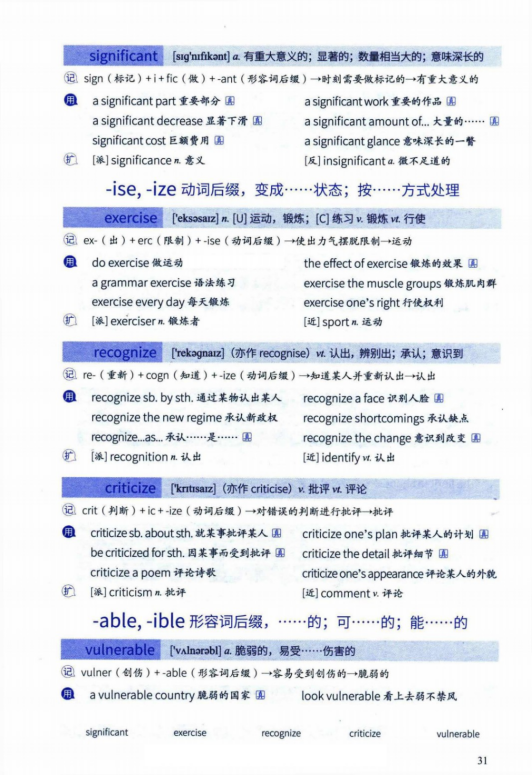 significant [sɪg'nɪfɪkənt] a. 有重大意义的；显著的；数量相当大的；意味深长的
记 sign（标记）+ i + fic（做）+ -ant（形容词后缀）→时刻需要做标记的→有重大意义的
用 a significant part 重要部分 真 a significant work 重要的作品 真
a significant decrease 显著下滑 真 a significant amount of... 大量的…… 真
significant cost 巨额费用 真 a significant glance 意味深长的一瞥
扩 [派] significance n. 意义 [反] insignificant a. 微不足道的
-ise, -ize 动词后缀，变成……状态；按……方式处理
exercise ['eksəsaɪz] n. [U] 运动，锻炼；[C] 练习 v. 锻炼 vt. 行使
记 ex-（出）+ erc（限制）+ -ise（动词后缀）→使出力气摆脱限制→运动
用 do exercise 做运动 the effect of exercise 锻炼的效果 真
a grammar exercise 语法练习 exercise the muscle groups 锻炼肌肉群
exercise every day 每天锻炼 exercise one's right 行使权利
扩 [派] exerciser n. 锻炼者 [近] sport n. 运动
recognize ['rekəgnaɪz]（亦作 recognise）vt. 认出，辨别出；承认；意识到
记 re-（重新）+ cogn（知道）+ -ize（动词后缀）→知道某人并重新认出→认出
用 recognize sb. by sth. 通过某物认出某人 recognize a face 识别人脸 真
recognize the new regime 承认新政权 recognize shortcomings 承认缺点
recognize...as... 承认……是…… 真 recognize the change 意识到改变 真
扩 [派] recognition n. 认出 [近] identify vt. 认出
criticize ['krɪtɪsaɪz]（亦作 criticise）v. 批评 vt. 评论
记 crit（判断）+ ic + -ize（动词后缀）→对错误的判断进行批评→批评
用 criticize sb. about sth. 就某事批评某人 真 criticize one's plan 批评某人的计划 真
be criticized for sth. 因某事而受到批评 真 criticize the detail 批评细节 真
criticize a poem 评论诗歌 criticize one's appearance 评论某人的外貌
扩 [派] criticism n. 批评 [近] comment v. 评论
-able, -ible 形容词后缀，……的；可……的；能……的
vulnerable ['vʌlnərəbl] a. 脆弱的，易受……伤害的
记 vulner（创伤）+ -able（形容词后缀）→容易受到创伤的→脆弱的
用 a vulnerable country 脆弱的国家 真 look vulnerable 看上去弱不禁风
significant exercise recognize criticize vulnerable
31